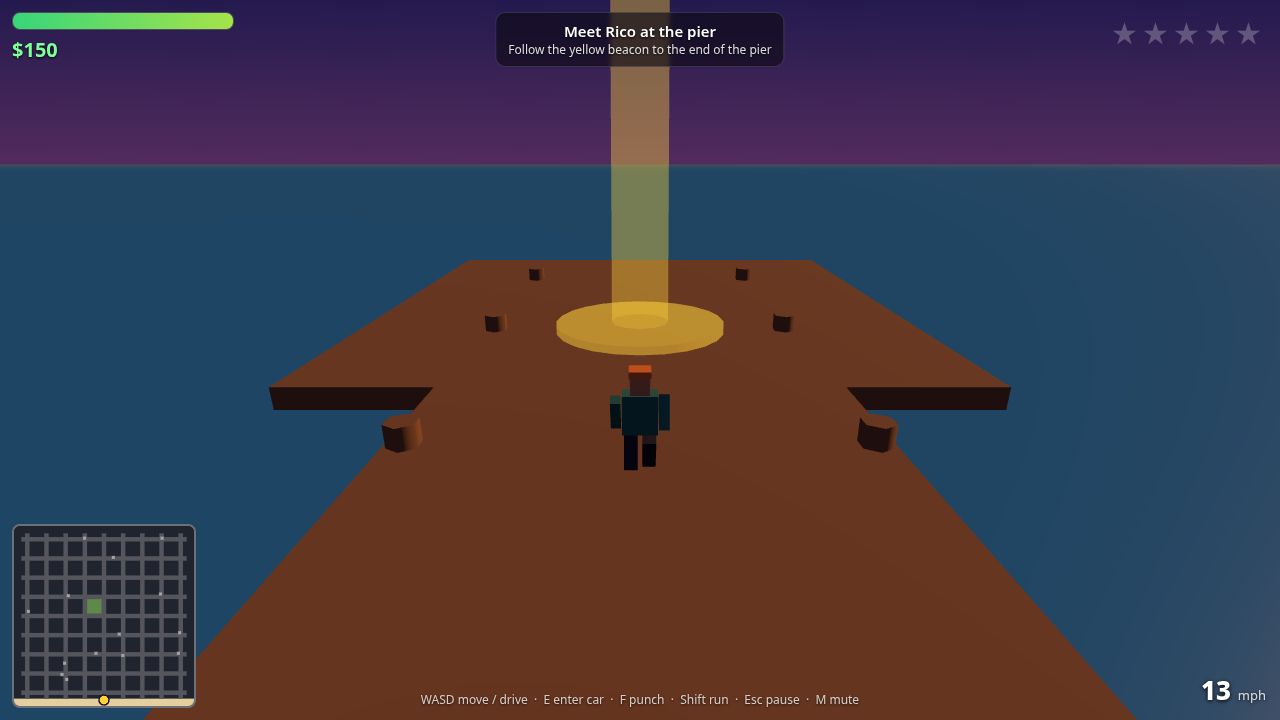 $150
Meet Rico at the pier
Follow the yellow beacon to the end of the pier
★★★★★
WASD move / drive · E enter car · F punch · Shift run · Esc pause · M mute
13 mph